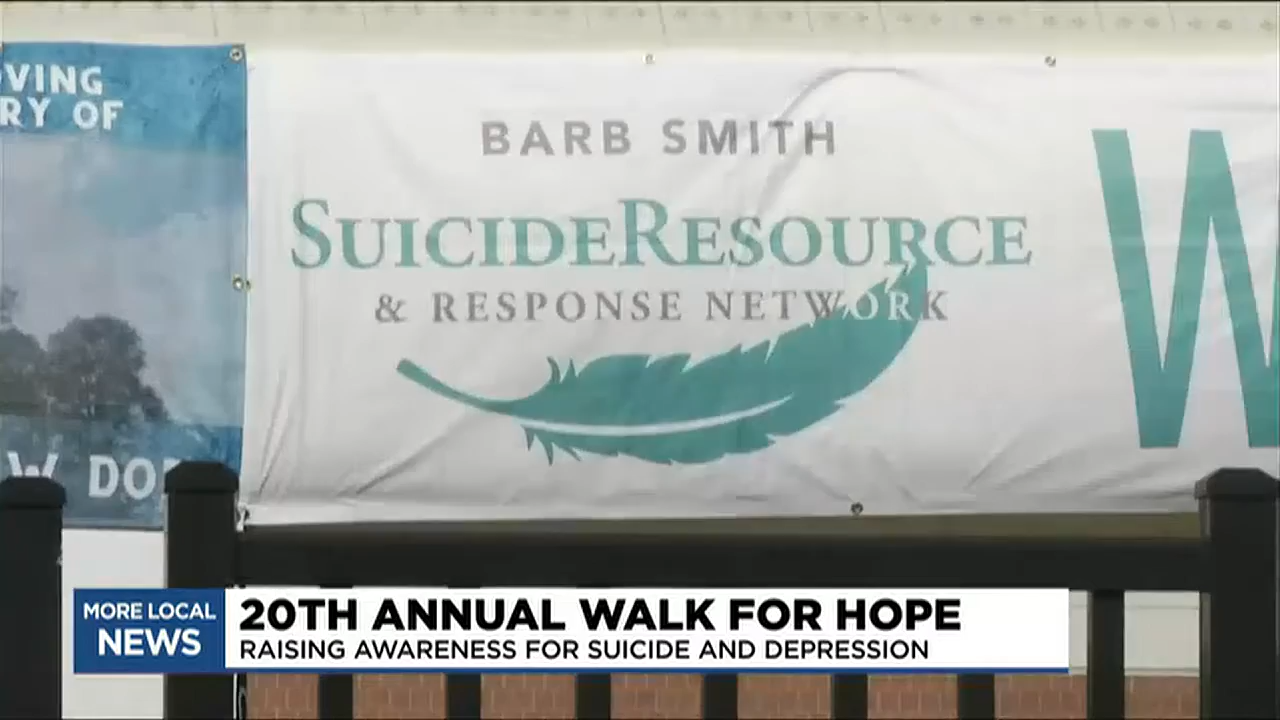 OVING
RY OF
BARB SMITH
SUICIDERESOURCE
& RESPONSE NETWORK
W
W DO
MORE LOCAL
NEWS
20TH ANNUAL WALK FOR HOPE
RAISING AWARENESS FOR SUICIDE AND DEPRESSION